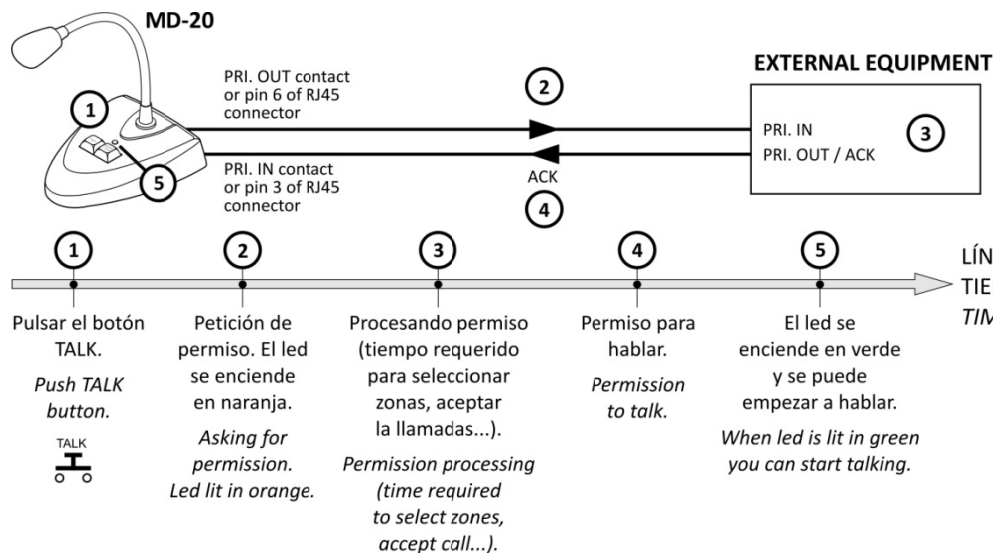 MD-20
PRI. OUT contact
or pin 6 of RJ45
connector
2
EXTERNAL EQUIPMENT
1
PRI. IN
3
PRI. OUT / ACK
5
PRI. IN contact
or pin 3 of RJ45
connector
ACK
4
1
2
3
4
5
LÍN
TIE
TIM
Pulsar el botón
TALK.
Push TALK
button.
TALK
Petición de
permiso. El led
se enciende
en naranja.
Asking for
permission.
Led lit in orange.
Procesando permiso
(tiempo requerido
para seleccionar
zonas, aceptar
la llamadas...).
Permission processing
(time required
to select zones,
accept call...).
Permiso para
hablar.
Permission
to talk.
El led se
enciende en verde
y se puede
empezar a hablar.
When led is lit in green
you can start talking.